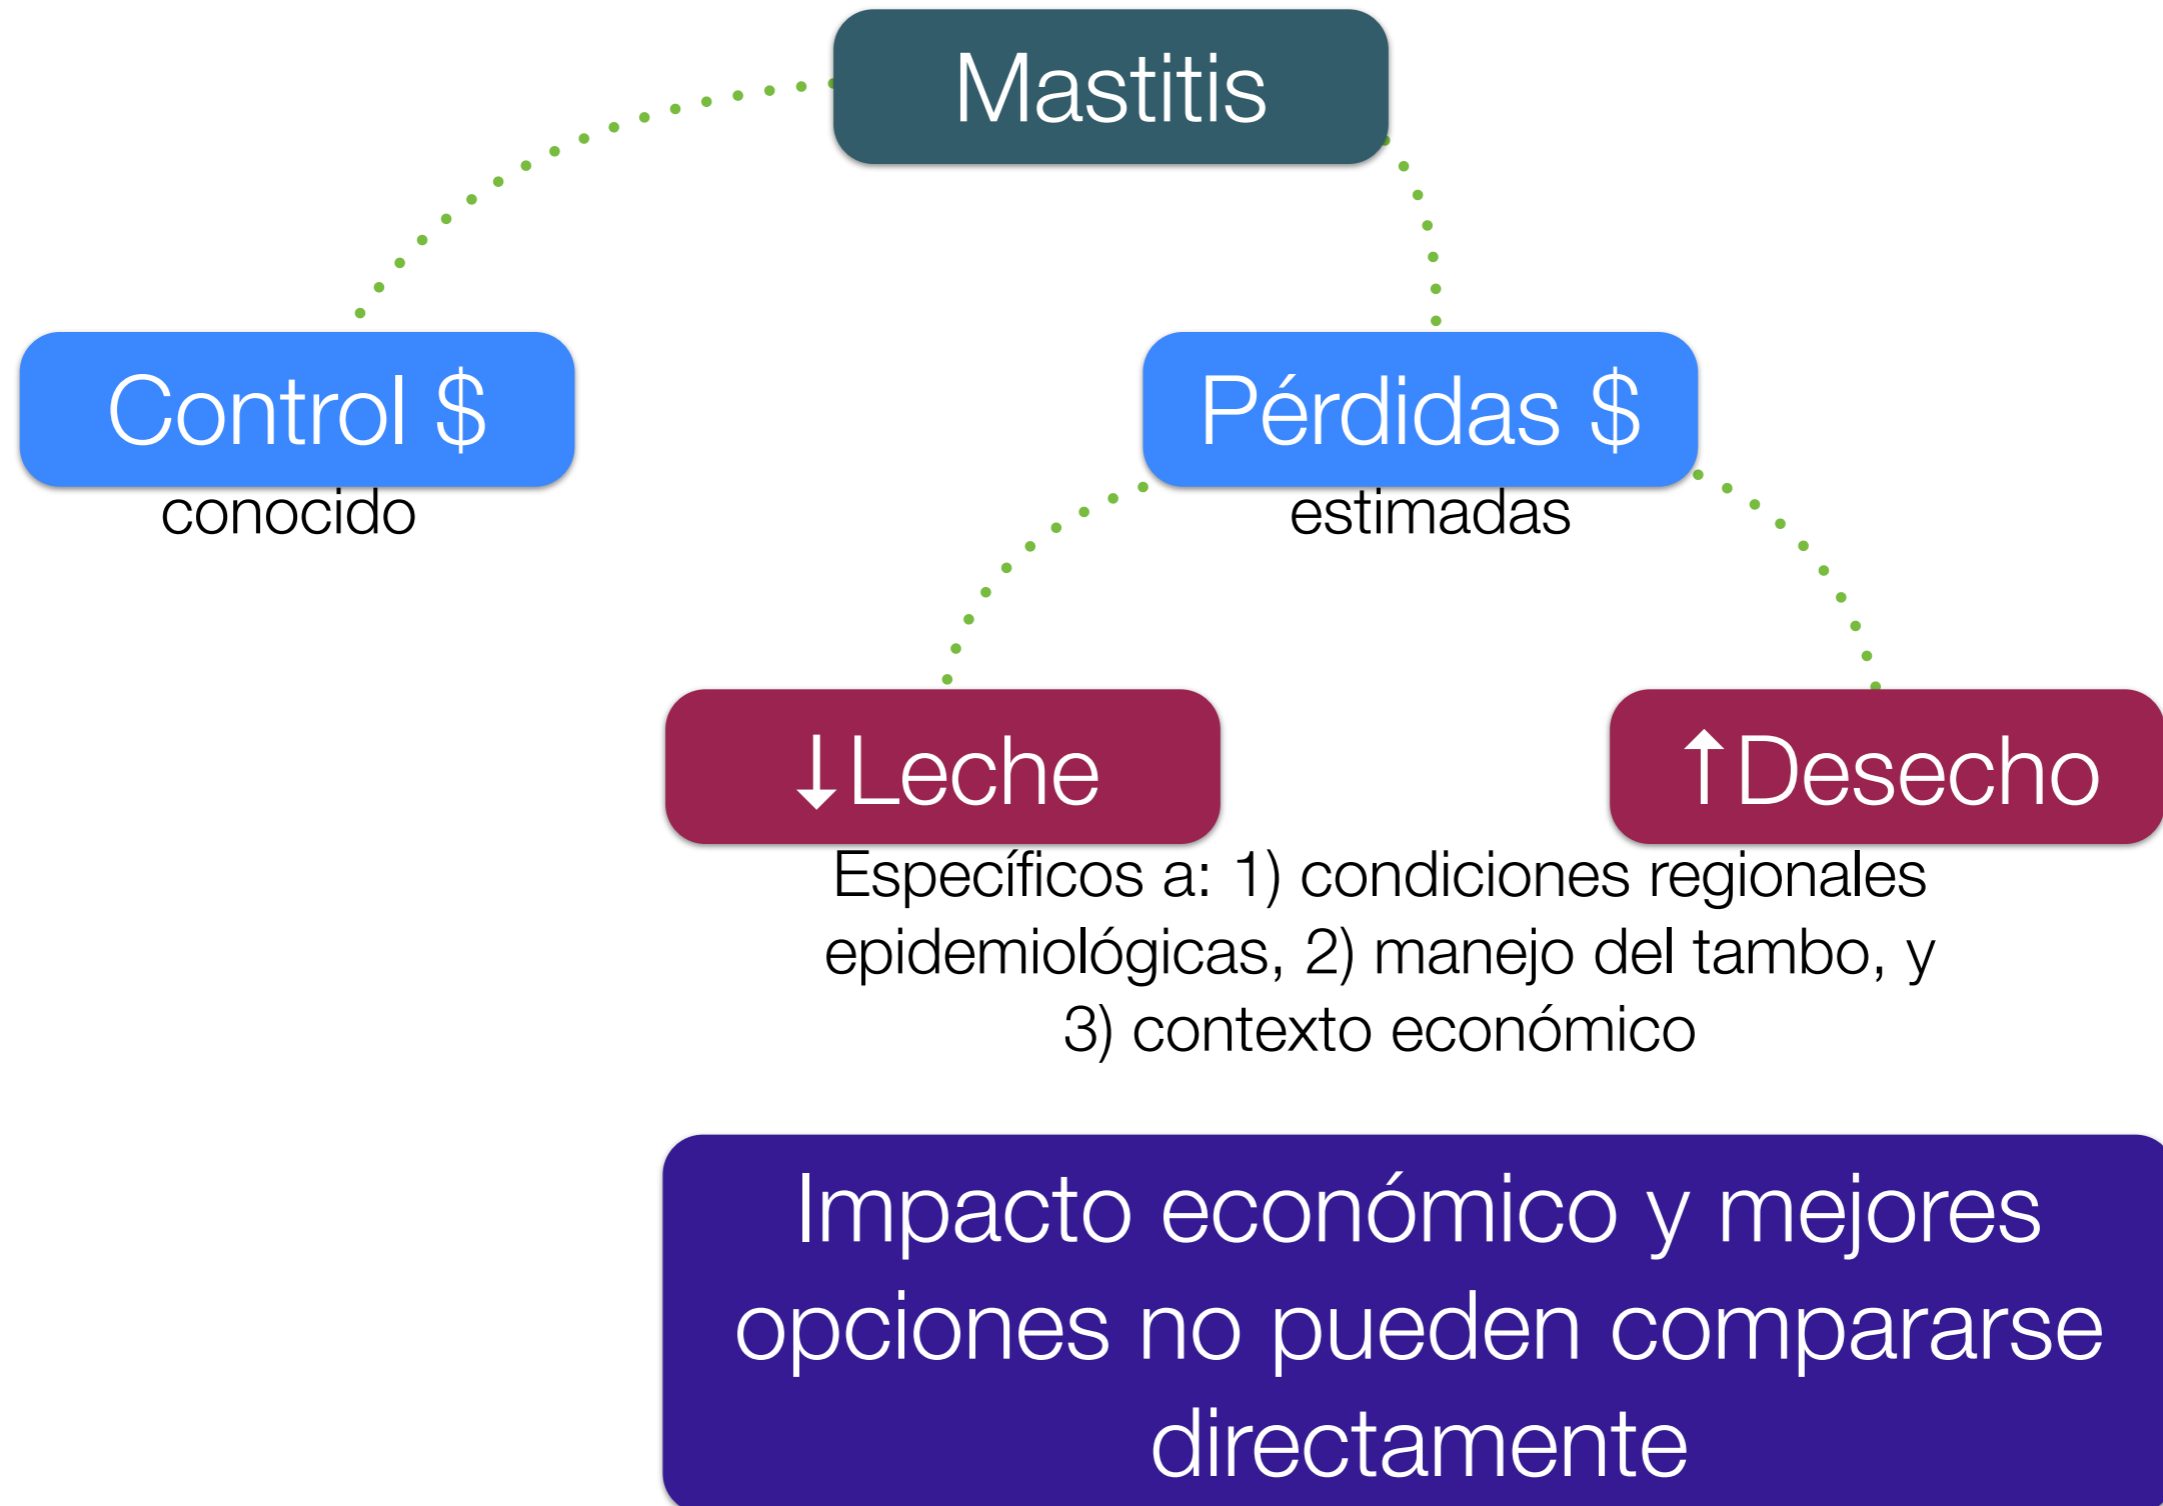 Mastitis
Control $
conocido
Pérdidas $
estimadas
↓Leche
↑Desecho
Específicos a: 1) condiciones regionales
epidemiológicas, 2) manejo del tambo, y
3) contexto económico
Impacto económico y mejores
opciones no pueden compararse
directamente